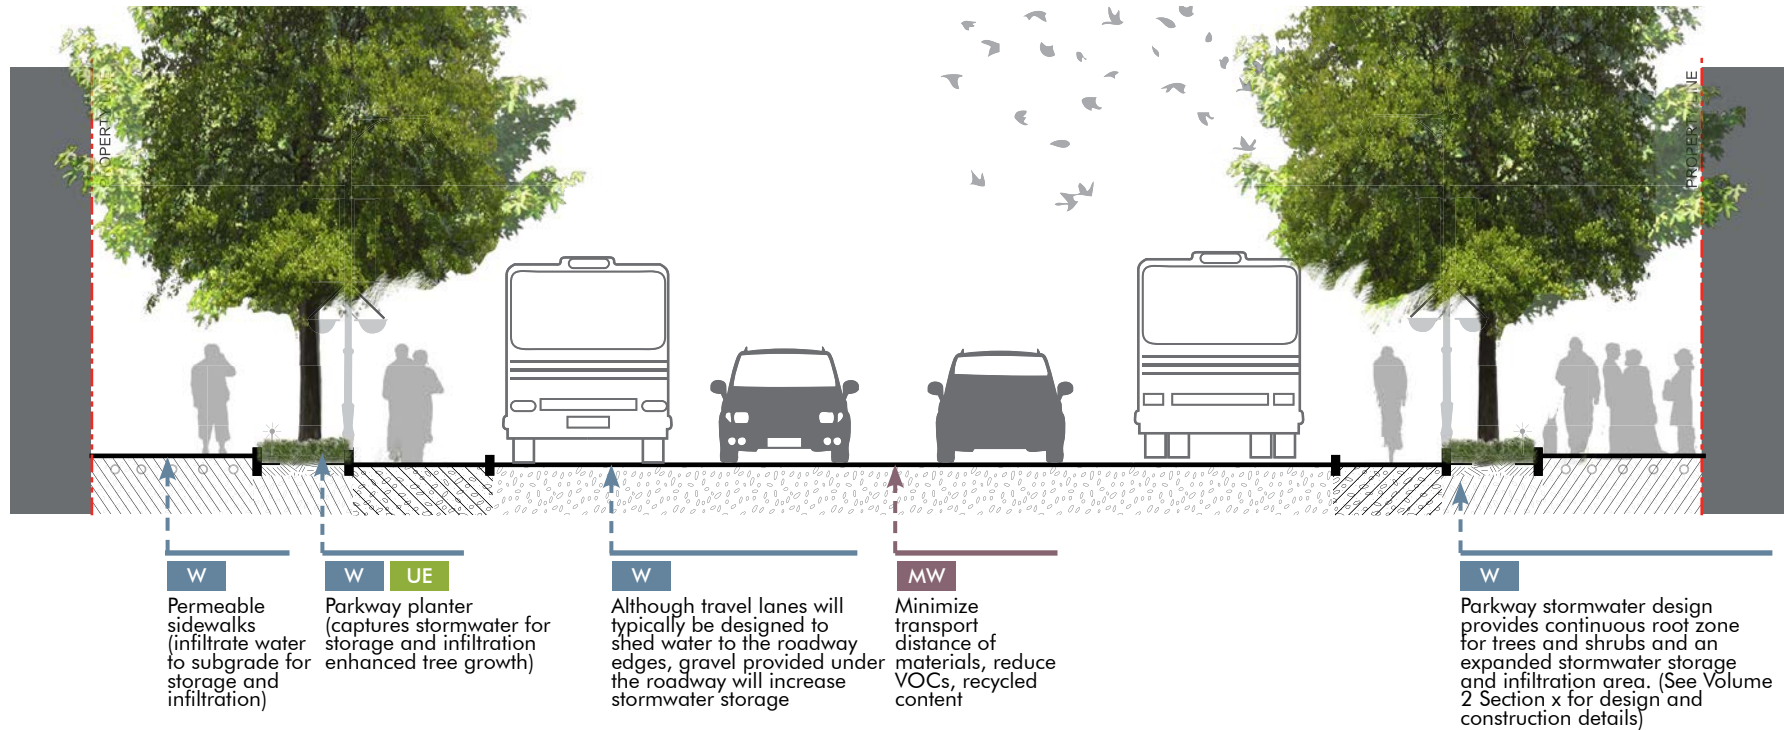 PROPERTY LINE
PROPERTY LINE
W
Permeable
sidewalks
(infiltrate water
to subgrade for
storage and
infiltration)
W UE
Parkway planter
(captures stormwater for
storage and infiltration
enhanced tree growth)
W
Although travel lanes will
typically be designed to
shed water to the roadway
edges, gravel provided under
the roadway will increase
stormwater storage
MW
Minimize
transport
distance of
materials, reduce
VOCs, recycled
content
W
Parkway stormwater design
provides continuous root zone
for trees and shrubs and an
expanded stormwater storage
and infiltration area. (See Volume
2 Section x for design and
construction details)